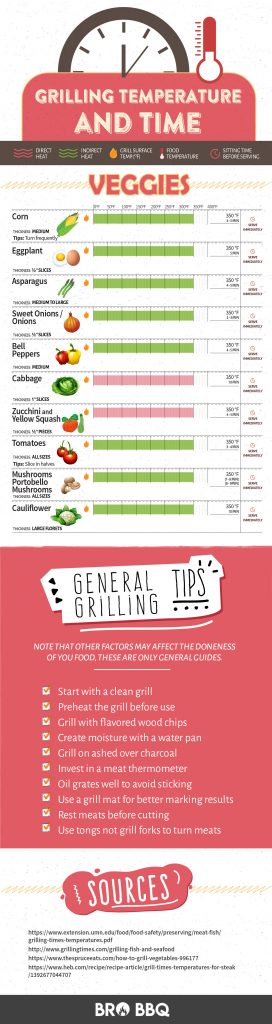 GRILLING TEMPERATURE
AND TIME
DIRECT HEAT
INDIRECT HEAT
GRILL SURFACE TEMP(°F)
FOOD TEMPERATURE
SITTING TIME BEFORE SERVING
VEGGIES
0°F 50°F 100°F 150°F 200°F 250°F 300°F 350°F 400°F
Corn
THICKNESS: MEDIUM
Tips: Turn frequently
350 °F
SERVE IMMEDIATELY
Eggplant
THICKNESS: ½" SLICES
350 °F
SERVE IMMEDIATELY
Asparagus
THICKNESS: MEDIUM TO LARGE
350 °F
SERVE IMMEDIATELY
Sweet Onions /
Onions
THICKNESS: ½" SLICES
350 °F
SERVE IMMEDIATELY
Bell
Peppers
THICKNESS: MEDIUM
350 °F
SERVE IMMEDIATELY
Cabbage
THICKNESS: 1" SLICES
350 °F
SERVE IMMEDIATELY
Zucchini and
Yellow Squash
THICKNESS: ½" PIECES
350 °F
SERVE IMMEDIATELY
Tomatoes
THICKNESS: ALL SIZES
Tips: Slice in halves
350 °F
SERVE IMMEDIATELY
Mushrooms
Portobello
Mushrooms
THICKNESS: ALL SIZES
350 °F
SERVE IMMEDIATELY
Cauliflower
THICKNESS: LARGE FLORETS
350 °F
SERVE IMMEDIATELY
GENERAL GRILLING TIPS
NOTE THAT OTHER FACTORS MAY AFFECT THE DONENESS
OF YOU FOOD, THESE ARE ONLY GENERAL GUIDES.
Start with a clean grill
Preheat the grill before use
Grill with flavored wood chips
Create moisture with a water pan
Grill on ashed over charcoal
Invest in a meat thermometer
Oil grates well to avoid sticking
Use a grill mat for better marking results
Rest meats before cutting
Use tongs not grill forks to turn meats
SOURCES
https://www.extension.umn.edu/food/food-safety/preserving/meat-fish/
grilling-times-temperatures.pdf
http://www.grillingtimes.com/grilling-fish-and-seafood
https://www.thespruceeats.com/how-to-grill-vegetables-996177
https://www.heb.com/recipe/recipe-article/grill-times-temperatures-for-steak
/1392677044707
BRO BBQ